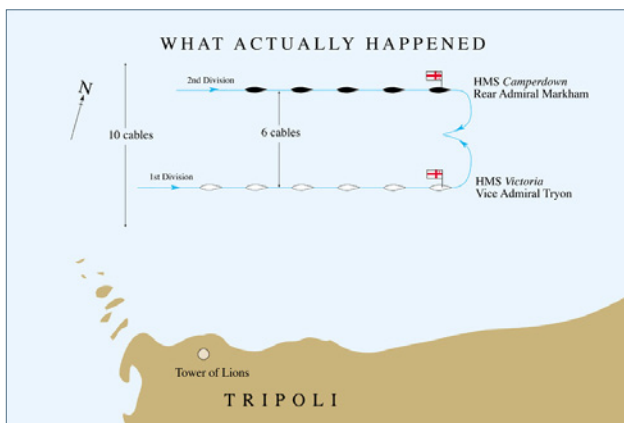 WHAT ACTUALLY HAPPENED
N
2nd Division
HMS Camperdown
Rear Admiral Markham
10 cables
6 cables
1st Division
HMS Victoria
Vice Admiral Tryon
Tower of Lions
TRIPOLI